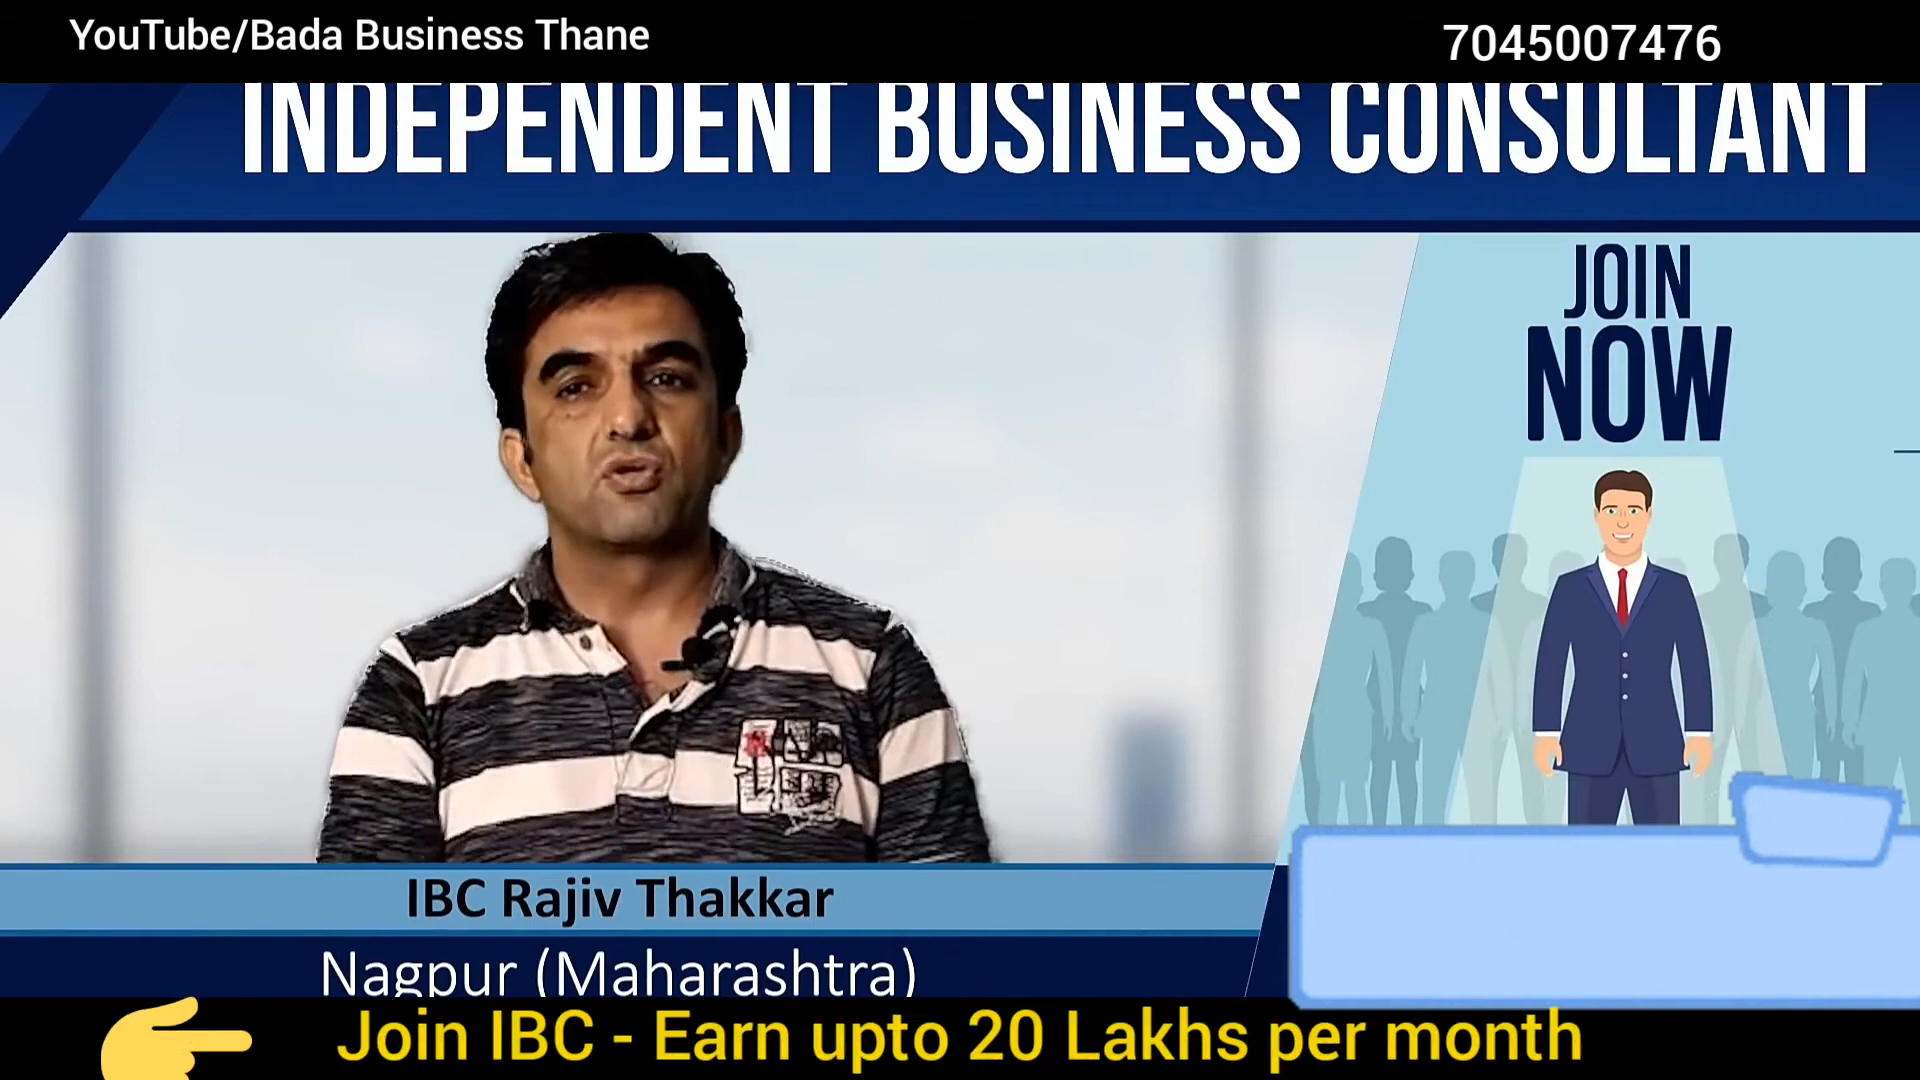 YouTube/Bada Business Thane
7045007476
INDEPENDENT BUSINESS CONSULTANT
JOIN
NOW
IBC Rajiv Thakkar
Nagpur (Maharashtra)
Join IBC - Earn upto 20 Lakhs per month